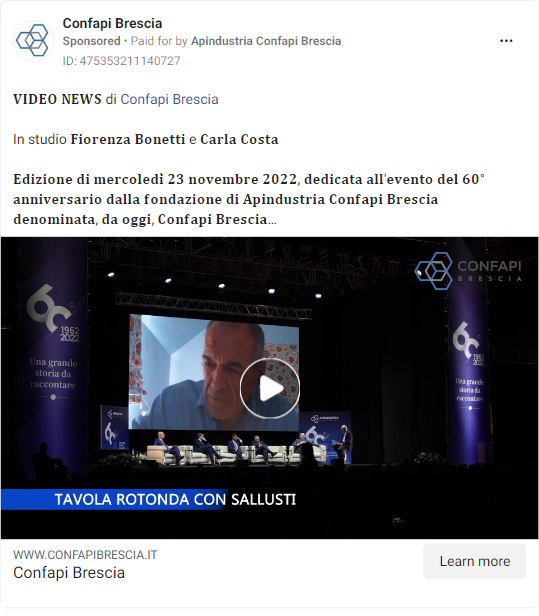 Confapi Brescia
Sponsored • Paid for by Apindustria Confapi Brescia
ID: 475353211140727
VIDEO NEWS di Confapi Brescia
In studio Fiorenza Bonetti e Carla Costa
Edizione di mercoledì 23 novembre 2022, dedicata all'evento del 60°
anniversario dalla fondazione di Apindustria Confapi Brescia
denominata, da oggi, Confapi Brescia...
CONFAPI
BRESCIA
60
1962
2022
Una grande
storia da
raccontare
60
1962
2022
Una grande
storia da
raccontare
TAVOLA ROTONDA CON SALLUSTI
WWW.CONFAPIBRESCIA.IT
Confapi Brescia
Learn more